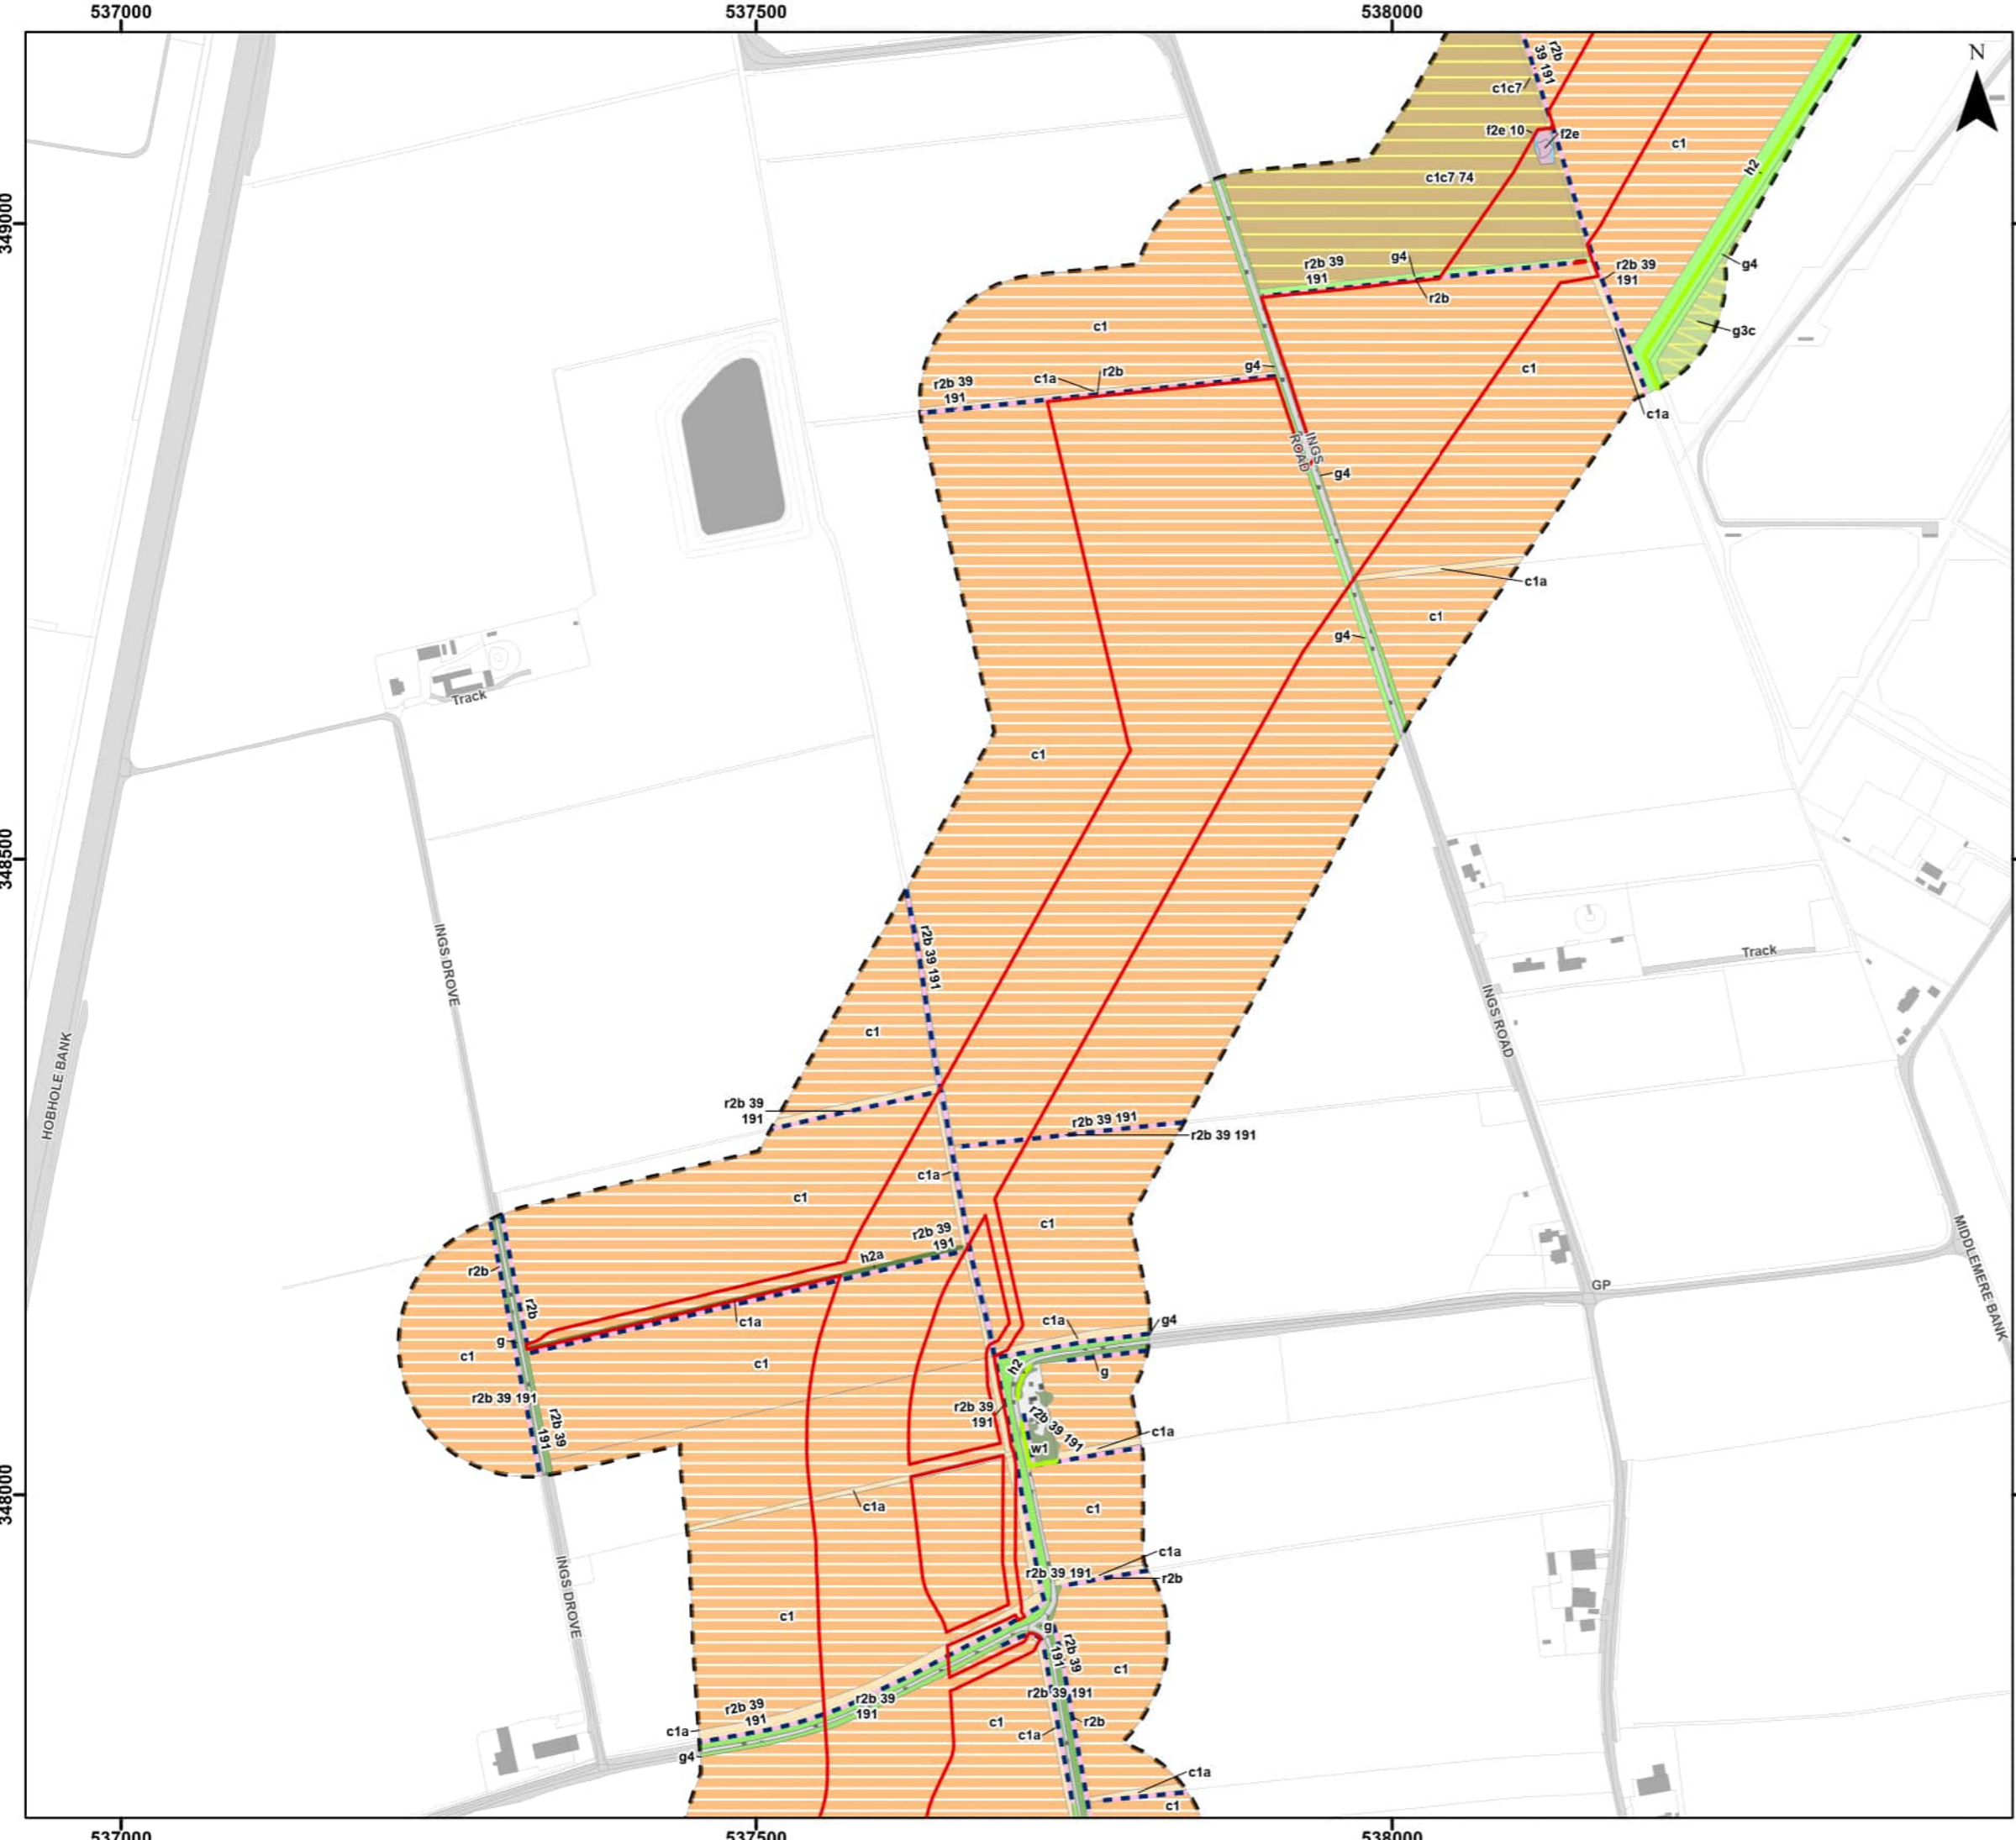 537000 537500 538000
N
r2b
39 191
c1c7
f2e 10
f2e
c1
h2
c1c7 74
349000
r2b 39
191
g4
r2b
r2b 39
191
g4
c1
g3c
g4
c1
r2b 39
191
c1a
r2b
c1a
INGS
ROAD
g4
c1a
c1
g4
Track
c1
348500
INGS DROVE
r2b 39 191
Track
INGS ROAD
HOBHOLE BANK
c1
r2b 39
191
r2b 39 191
r2b 39 191
c1a
c1
c1
r2b 39
191
h2a
MIDDLEMERE BANK
r2b
GP
r2b
c1a
c1a
g4
g
c1
c1
h2
g
r2b 39 191
r2b 39
191
r2b 39
191
r2b 39 191
c1a
w1
348000
c1a
c1
c1a
r2b 39 191
r2b
INGS DROVE
c1
g
r2b 39
191
c1
r2b 39 191
r2b 39
191
r2b 39
191
c1
r2b
c1a
c1a
g4
c1a
c1
537000 537500 538000